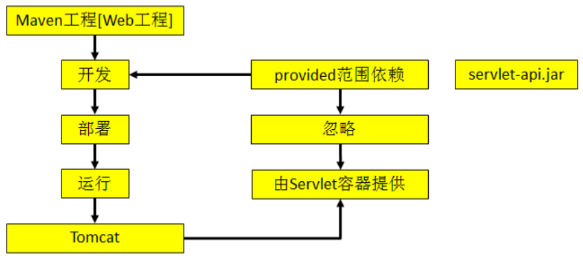 Maven工程[Web工程]
开发
provided范围依赖
servlet-api.jar
部署
忽略
运行
由Servlet容器提供
Tomcat